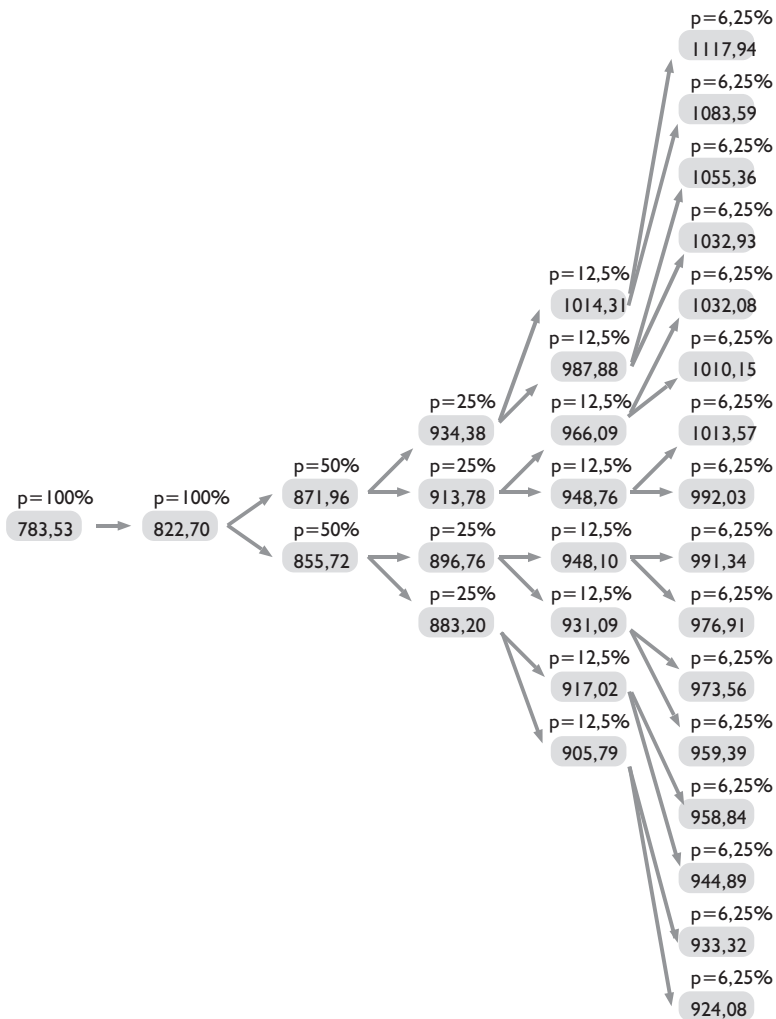 p=6,25%
1117,94
p=6,25%
1083,59
p=6,25%
1055,36
p=6,25%
1032,93
p=12,5% p=6,25%
1014,31 1032,08
p=12,5% p=6,25%
987,88 1010,15
p=25% p=12,5% p=6,25%
934,38 966,09 1013,57
p=50% p=25% p=12,5% p=6,25%
871,96 913,78 948,76 992,03
p=100% p=100%
783,53 822,70
p=50% p=25% p=12,5% p=6,25%
855,72 896,76 948,10 991,34
p=25% p=12,5% p=6,25%
883,20 931,09 976,91
p=12,5% p=6,25%
917,02 973,56
p=12,5% p=6,25%
905,79 959,39
p=6,25%
958,84
p=6,25%
944,89
p=6,25%
933,32
p=6,25%
924,08